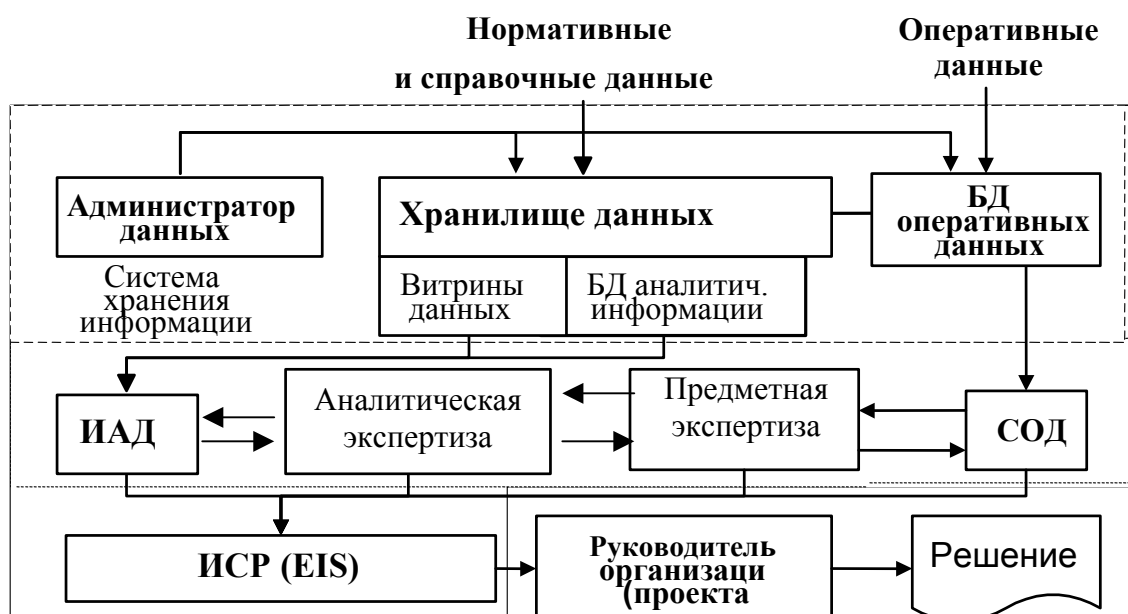 Нормативные
и справочные данные
Оперативные
данные
Администратор
данных
Система
хранения
информации
Хранилище данных
Витрины
данных
БД аналитич.
информации
БД
оперативных
данных
ИАД
Аналитическая
экспертиза
Предметная
экспертиза
СОД
ИСР (EIS)
Руководитель
организаци
(проекта
Решение